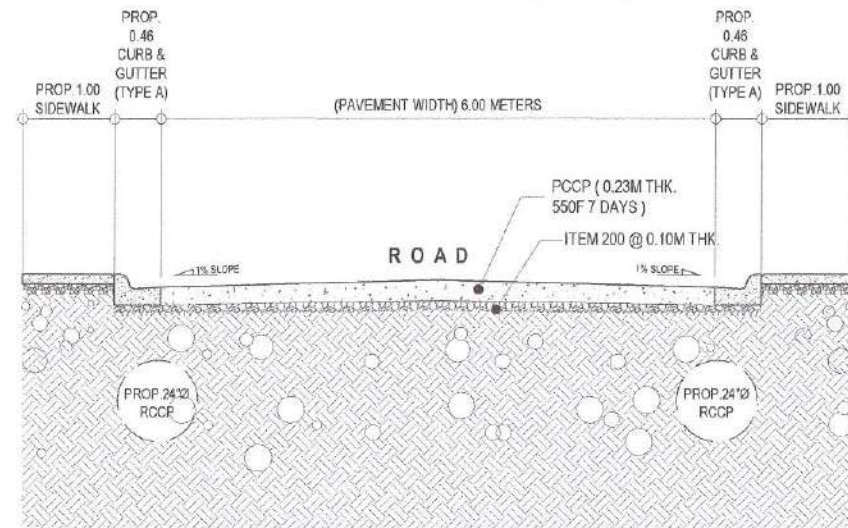 PROP.
0.46
CURB &
GUTTER
(TYPE A)
PROP.1.00
SIDEWALK
(PAVEMENT WIDTH) 6.00 METERS
PROP.
0.46
CURB &
GUTTER
(TYPE A)
PROP.1.00
SIDEWALK
PCCP ( 0.23M THK.
550F 7 DAYS )
ITEM 200 @ 0.10M THK.
ROAD
1% SLOPE
1% SLOPE
PROP.24"Ø
RCCP
PROP.24"Ø
RCCP